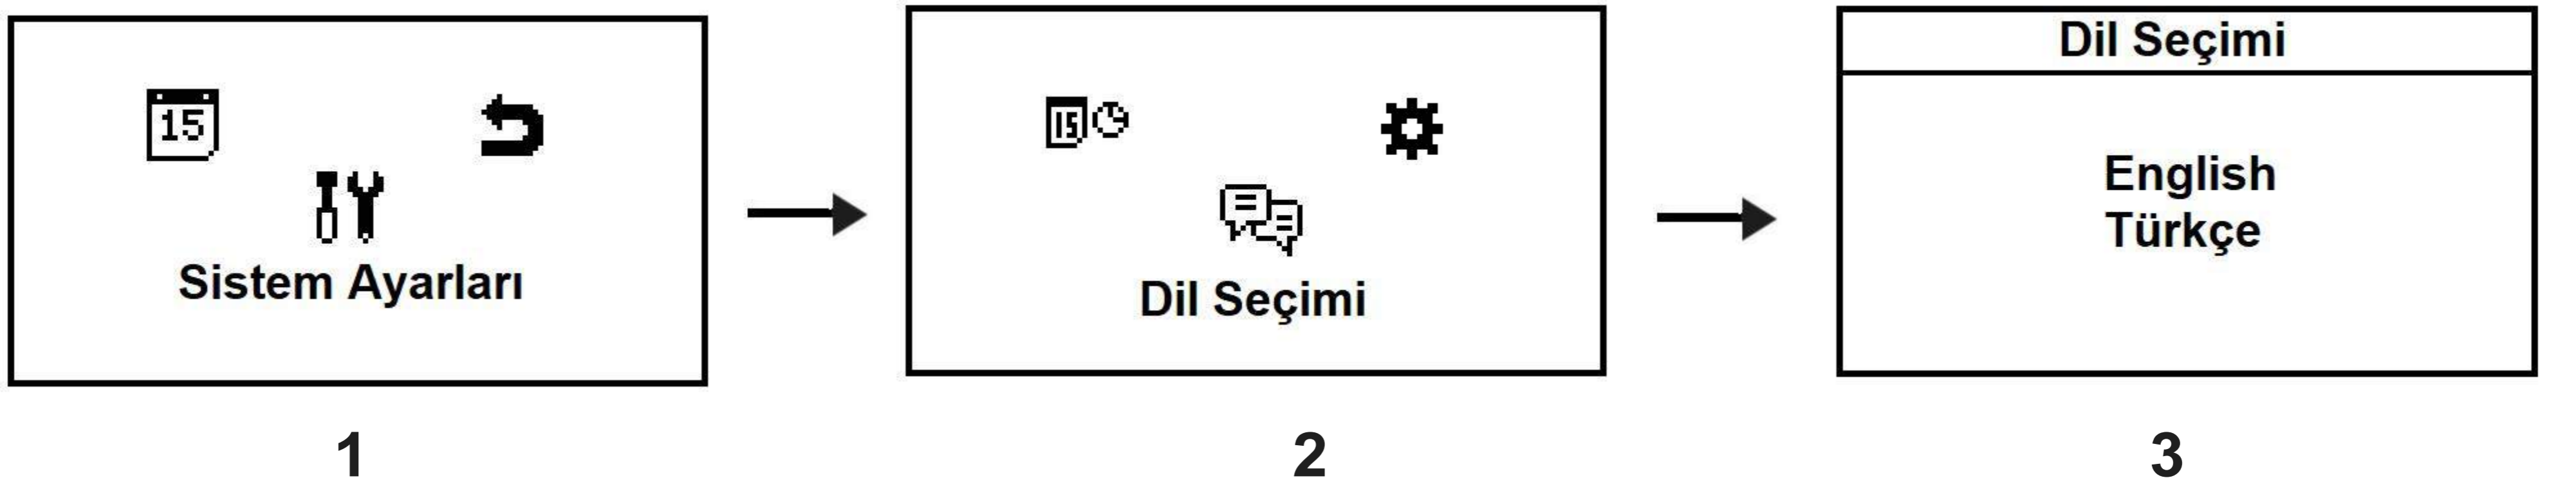 15
Sistem Ayarları
1
15
Dil Seçimi
2
Dil Seçimi
English
Türkçe
3